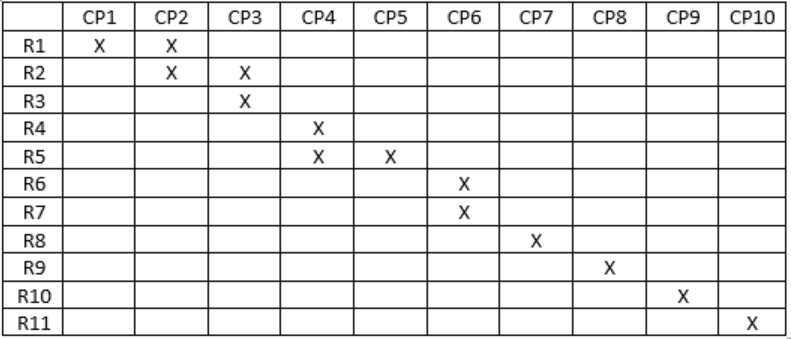 CP1 CP2 CP3 CP4 CP5 CP6 CP7 CP8 CP9 CP10
R1 X X
R2 X X
R3 X
R4 X
R5 X X
R6 X
R7 X
R8 X
R9 X
R10 X
R11 X